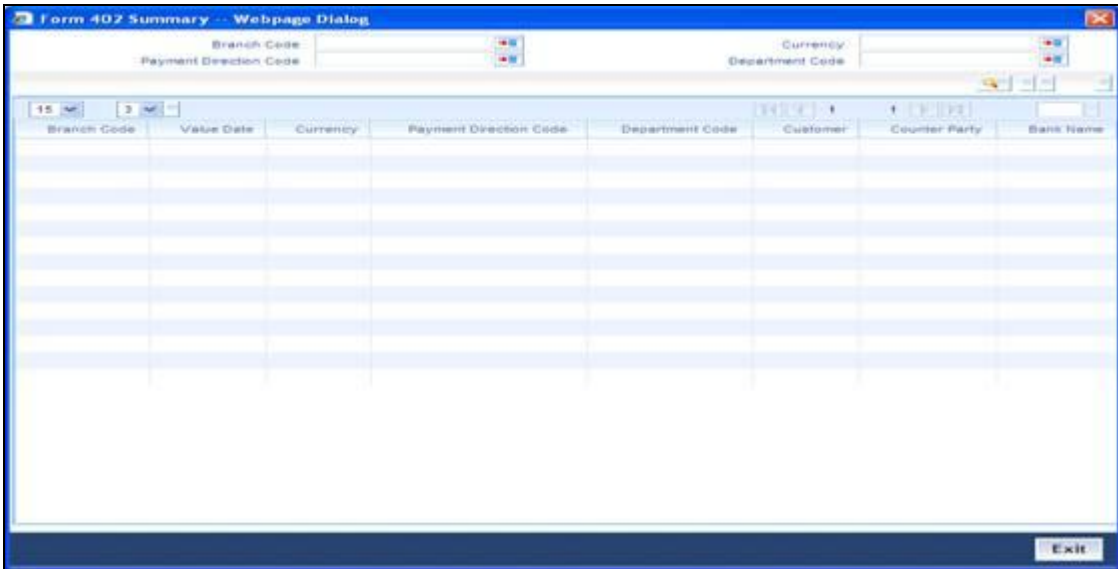 Form 402 Summary -- Webpage Dialog
Branch Code Currency
Payment Direction Code Department Code
15 3 1 1
Branch Code Value Date Currency Payment Direction Code Department Code Customer Counter Party Bank Name
Exit